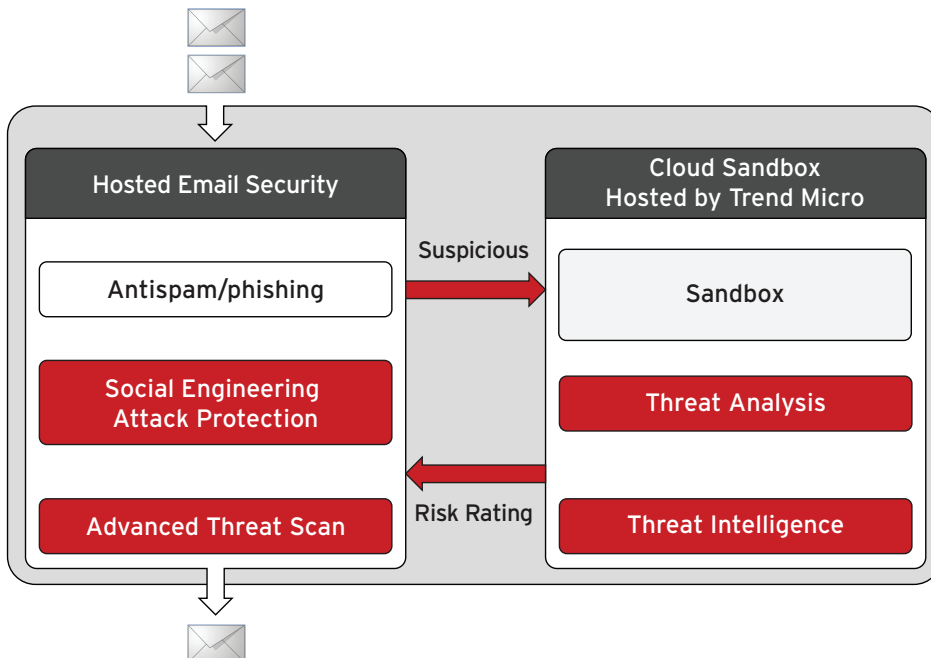 Hosted Email Security
Antispam/phishing
Social Engineering
Attack Protection
Advanced Threat Scan
Suspicious
Risk Rating
Cloud Sandbox
Hosted by Trend Micro
Sandbox
Threat Analysis
Threat Intelligence